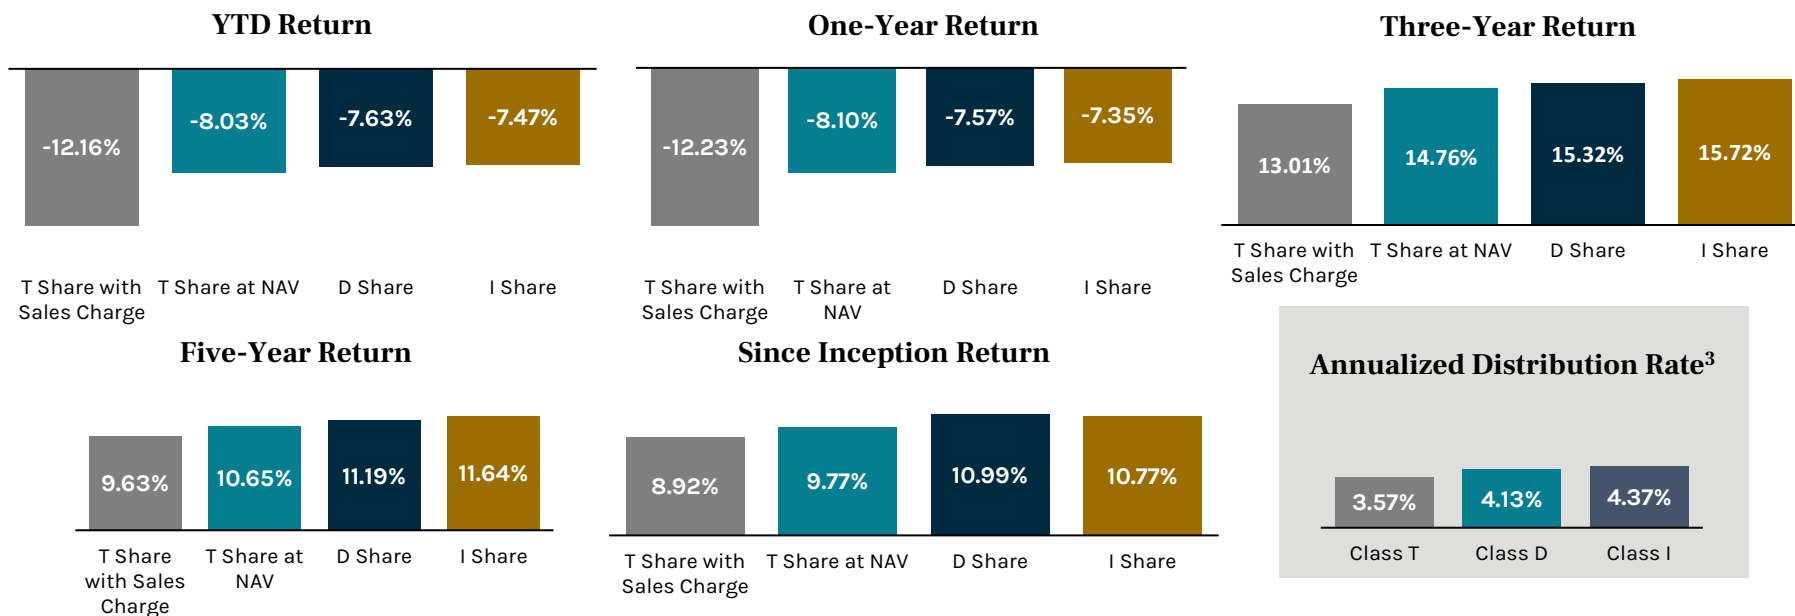 YTD Return
-12.16%
-8.03%
-7.63%
-7.47%
T Share with
Sales Charge
T Share at NAV
D Share
I Share
One-Year Return
-12.23%
-8.10%
-7.57%
-7.35%
T Share with
Sales Charge
T Share at
NAV
D Share
I Share
Three-Year Return
13.01%
14.76%
15.32%
15.72%
T Share with
Sales Charge
T Share at NAV
D Share
I Share
Five-Year Return
9.63%
10.65%
11.19%
11.64%
T Share
with Sales
Charge
T Share at
NAV
D Share
I Share
Since Inception Return
8.92%
9.77%
10.99%
10.77%
T Share with
Sales Charge
T Share at NAV
D Share
I Share
Annualized Distribution Rate³
3.57%
4.13%
4.37%
Class T
Class D
Class I